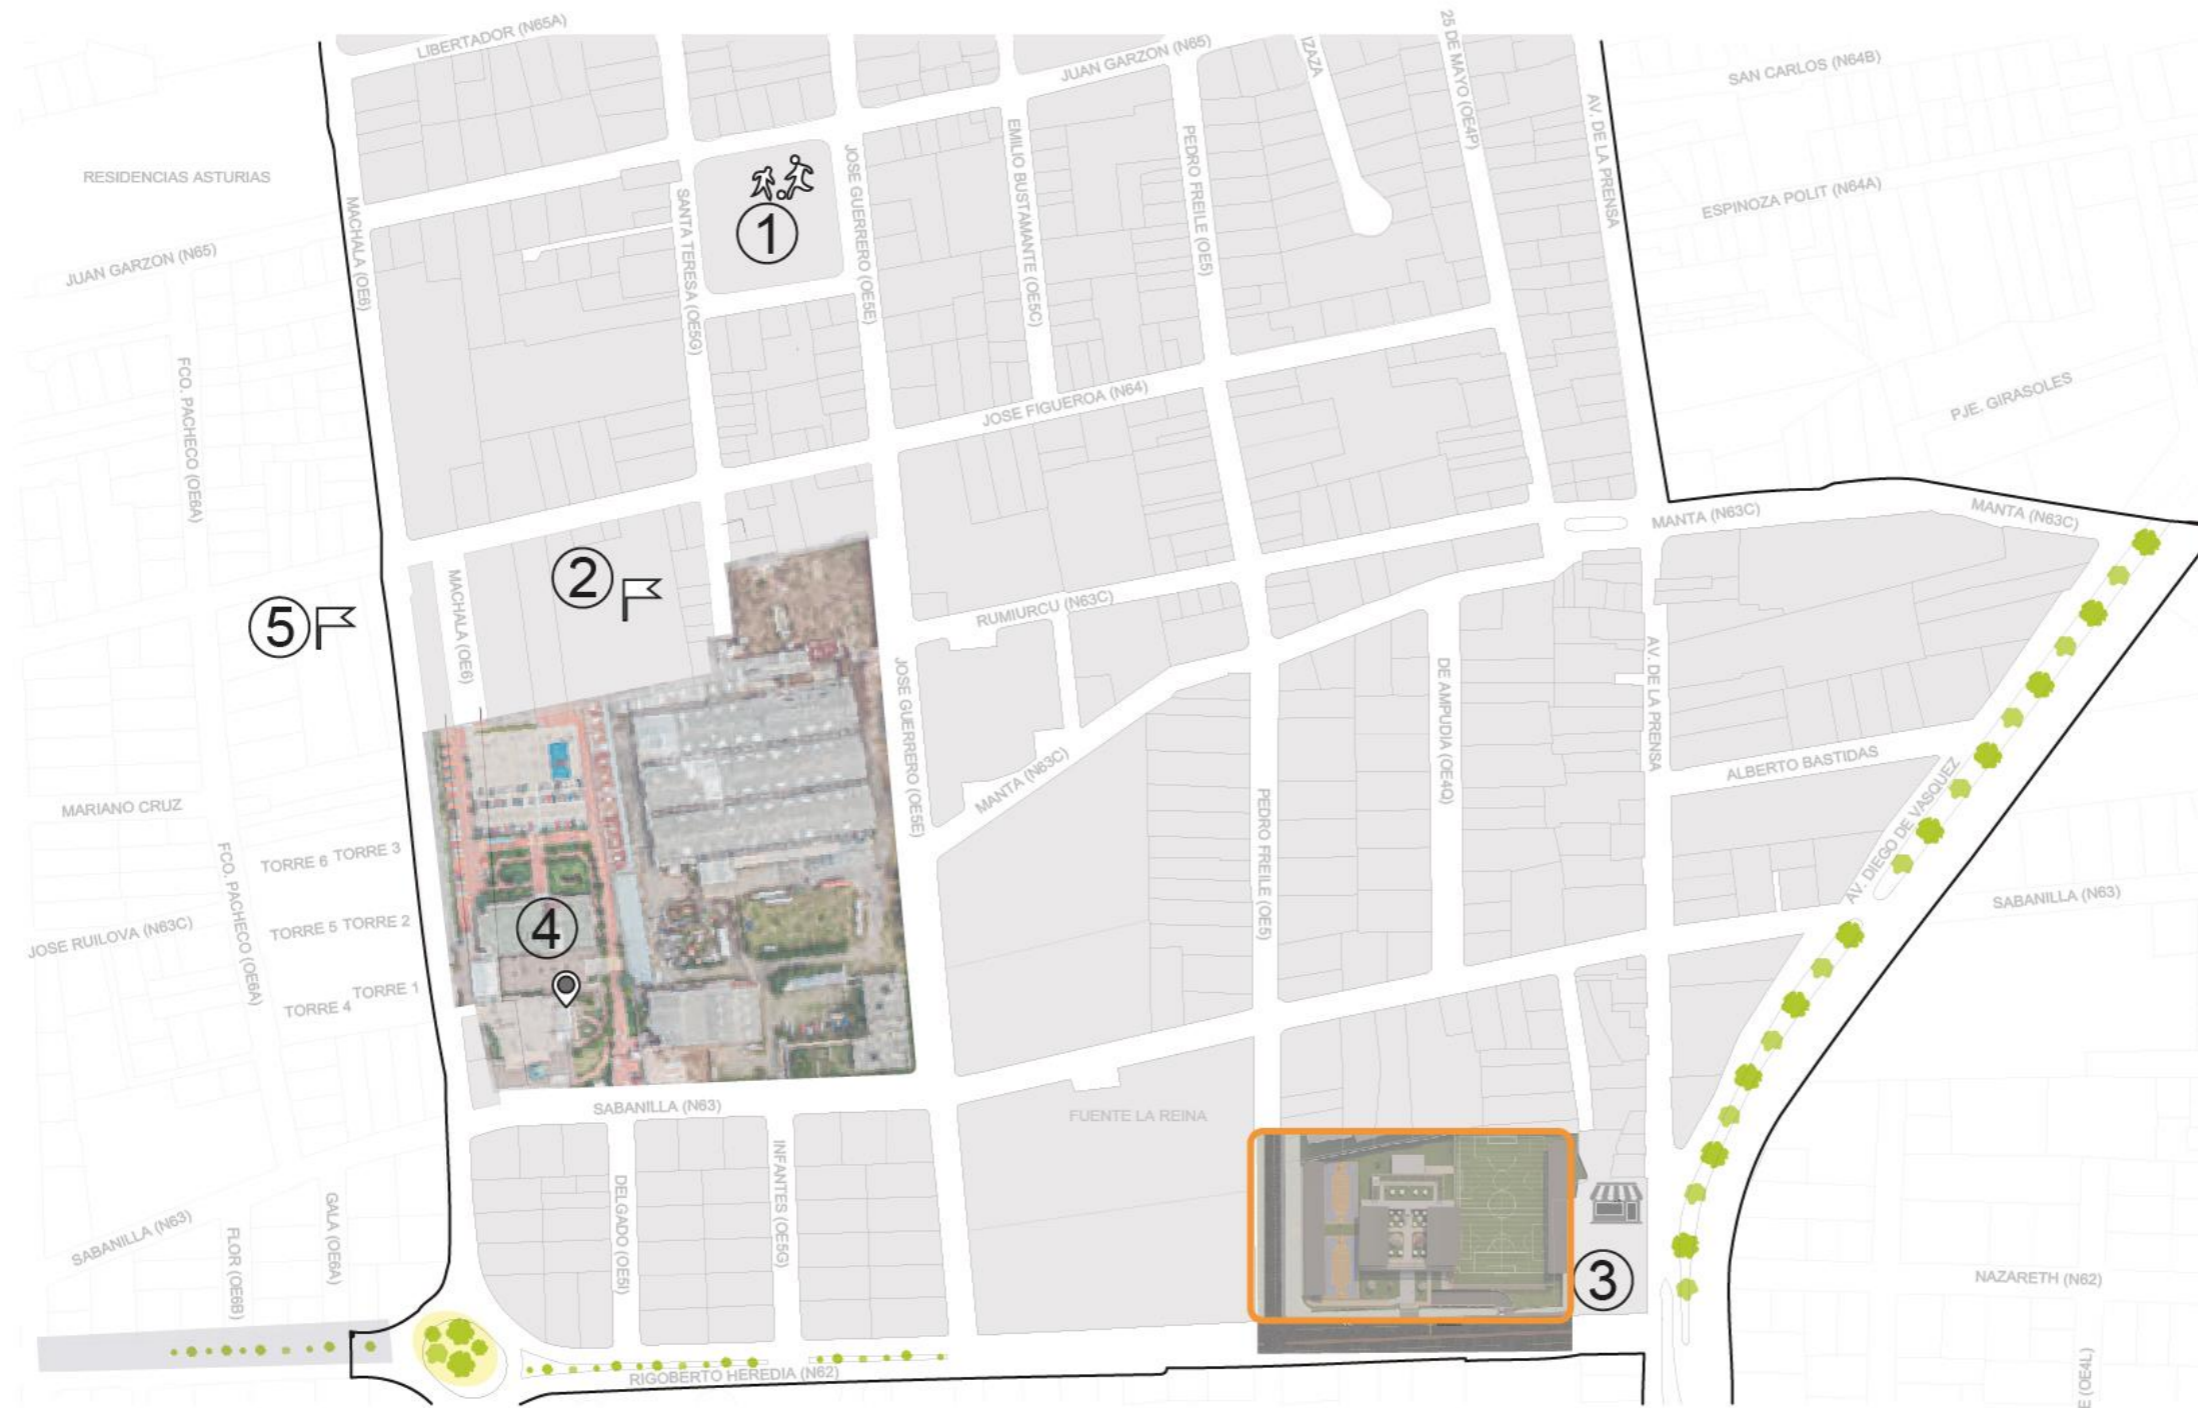 LIBERTADOR (N65A)
JUAN GARZON (N65)
IZAZA
25 DE MAYO (OE4P)
SAN CARLOS (N64B)
AV. DE LA PRENSA
RESIDENCIAS ASTURIAS
MACHALA (OE6)
SANTA TERESA (OE5G)
1
JOSE GUERRERO (OE5E)
EMILIO BUSTAMANTE (OE5C)
PEDRO FREILE (OE5)
ESPINOZA POLIT (N64A)
JUAN GARZON (N65)
FCO. PACHECO (OE6A)
JOSE FIGUEROA (N64)
PJE. GIRASOLES
MANTA (N63C)
MANTA (N63C)
2
5
MACHALA (OE6)
RUMIURCU (N63C)
JOSE GUERRERO (OE5E)
DE AMPUDIA (OE4Q)
AV. DE LA PRENSA
MANTA (N63C)
ALBERTO BASTIDAS
AV. DIEGO DE VASQUEZ
MARIANO CRUZ
PEDRO FREILE (OE5)
TORRE 6 TORRE 3
FCO. PACHECO (OE6A)
SABANILLA (N63)
JOSE RUILOVA (N63C)
TORRE 5 TORRE 2
4
TORRE 4 TORRE 1
SABANILLA (N63)
FUENTE LA REINA
INFANTES (OE5G)
DELGADO (OE5I)
SABANILLA (N63)
FLOR (OE6B)
GALA (OE6A)
3
NAZARETH (N62)
RIGOBERTO HEREDIA (N62)
E (OE4L)